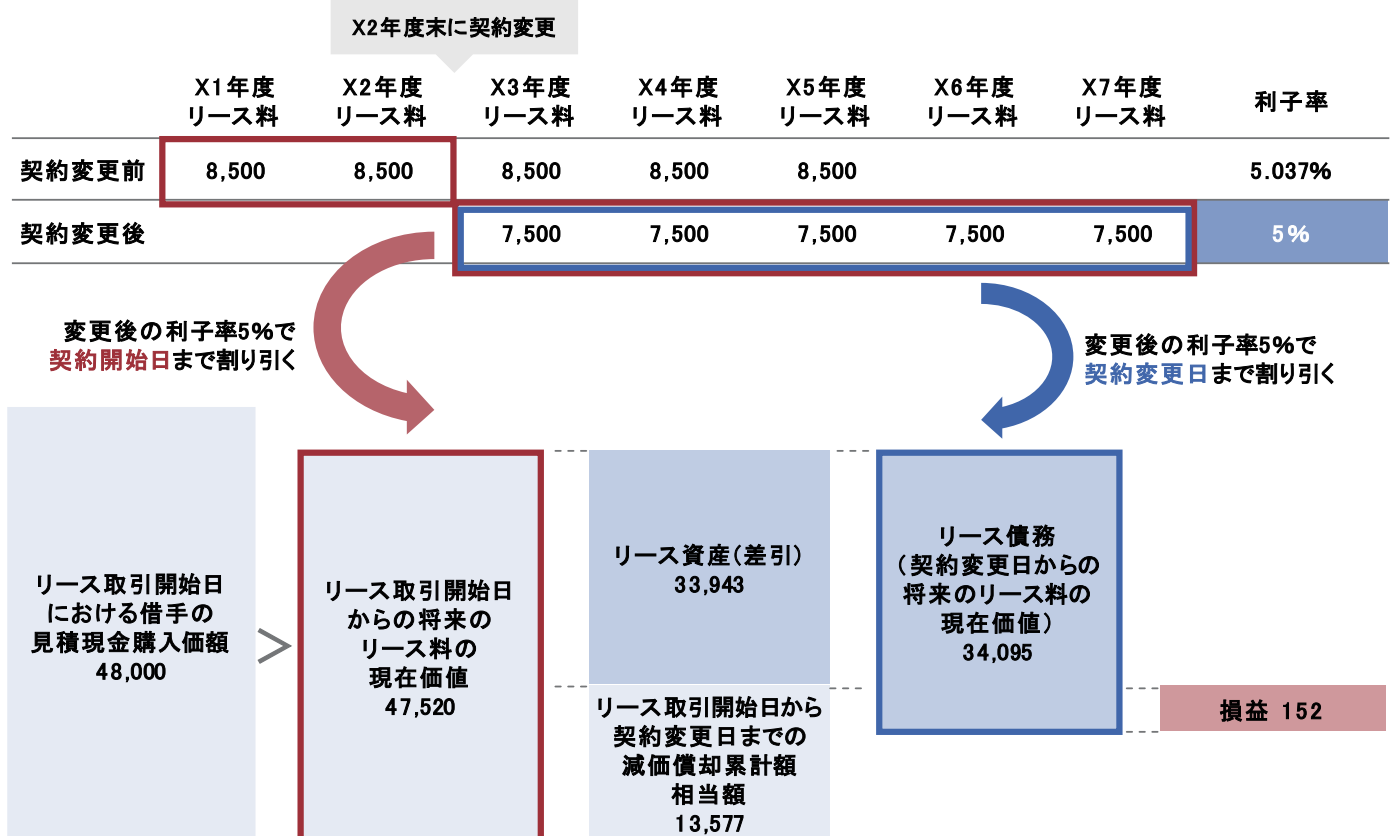 X2年度末に契約変更
X1年度 X2年度 X3年度 X4年度 X5年度 X6年度 X7年度 利子率
リース料 リース料 リース料 リース料 リース料 リース料 リース料
契約変更前 8,500 8,500 8,500 8,500 8,500 5.037%
契約変更後 7,500 7,500 7,500 7,500 7,500 5%
変更後の利子率5%で
契約開始日まで割り引く
変更後の利子率5%で
契約変更日まで割り引く
リース取引開始日
における借手の
見積現金購入価額
48,000
>
リース取引開始日
からの将来の
リース料の
現在価値
47,520
リース資産(差引)
33,943
リース取引開始日から
契約変更日までの
減価償却累計額
相当額
13,577
リース債務
(契約変更日からの
将来のリース料の
現在価値)
34,095
損益 152